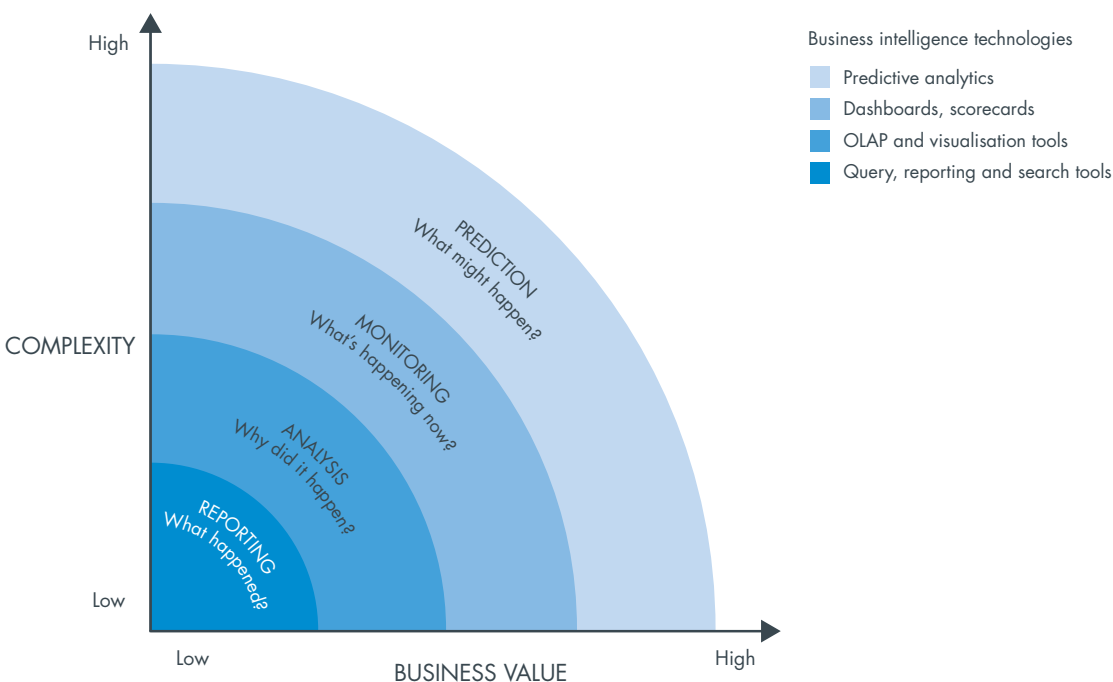 High
COMPLEXITY
Low
Low
BUSINESS VALUE
High
PREDICTION
What might happen?
MONITORING
What's happening now?
ANALYSIS
Why did it happen?
REPORTING
What happened?
Business intelligence technologies
Predictive analytics
Dashboards, scorecards
OLAP and visualisation tools
Query, reporting and search tools